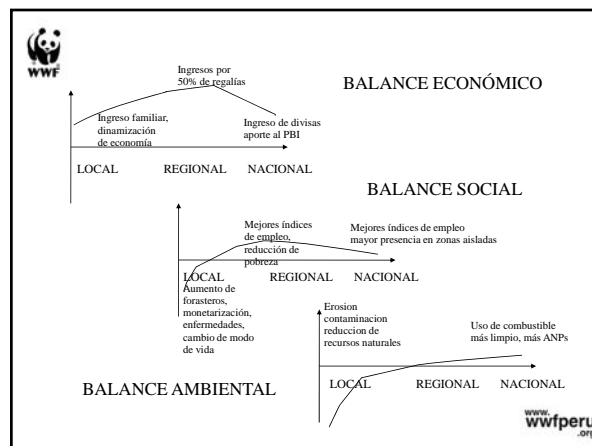 WWF
BALANCE ECONÓMICO
Ingresos por
50% de regalías
Ingreso familiar,
dinamización
de economía
Ingreso de divisas
aporte al PBI
LOCAL REGIONAL NACIONAL
BALANCE SOCIAL
Mejores índices
de empleo,
reducción de
pobreza
Mejores indices de empleo
mayor presencia en zonas aisladas
LOCAL REGIONAL NACIONAL
Aumento de
forasteros,
monetarización,
enfermedades,
cambio de modo
de vida
BALANCE AMBIENTAL
Erosion
contaminacion
reduccion de
recursos naturales
Uso de combustible
más limpio, más ANPs
LOCAL REGIONAL NACIONAL
www.
wwfperu
.org